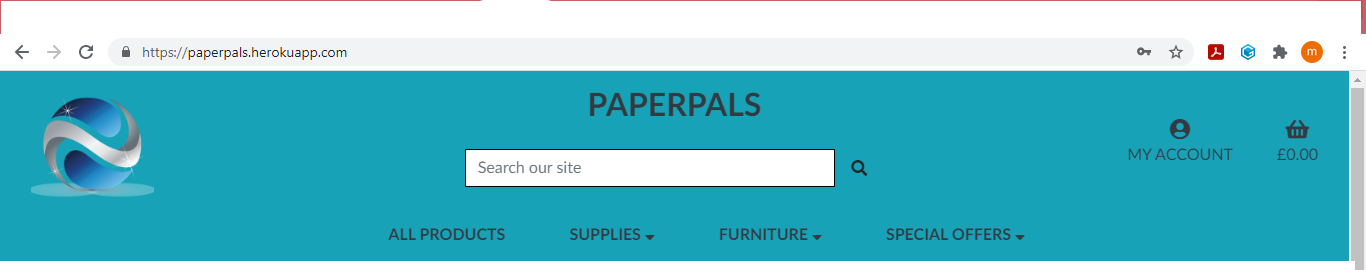 https://paperpals.herokuapp.com
m
PAPERPALS
Search our site
MY ACCOUNT
£0.00
ALL PRODUCTS SUPPLIES FURNITURE SPECIAL OFFERS